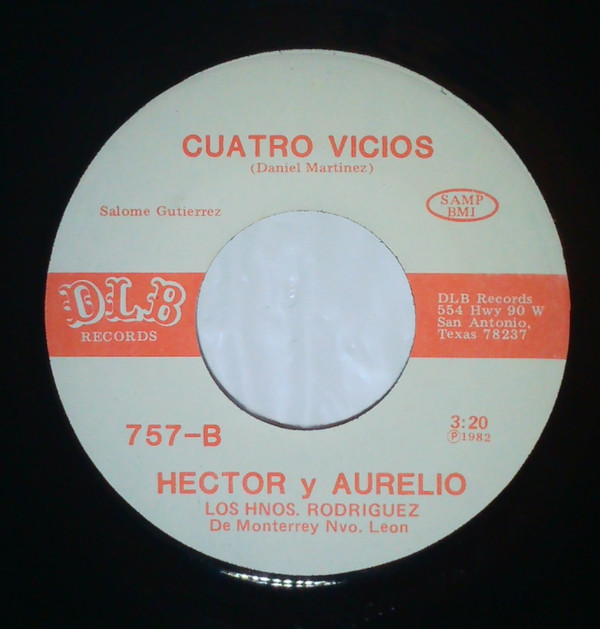 CUATRO VICIOS
(Daniel Martinez)
Salome Gutierrez
SAMP
BMI
DLB
RECORDS
DLB Records
554 Hwy 90 W
San Antonio,
Texas 78237
757-B
3:20
Ⓟ1982
HECTOR y AURELIO
LOS HNOS. RODRIGUEZ
De Monterrey Nvo. Leon